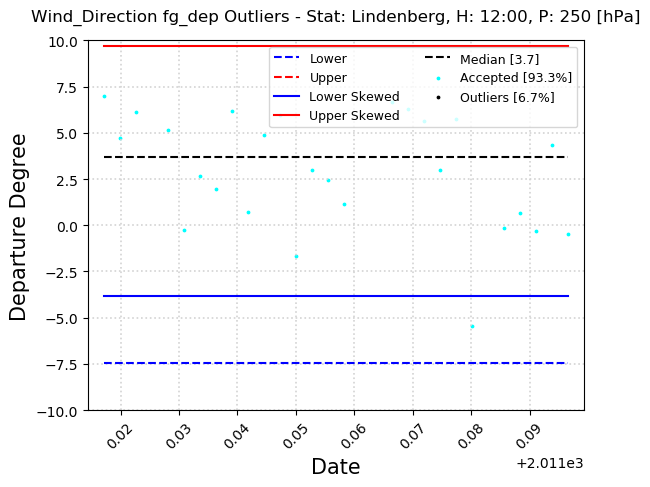 Wind_Direction fg_dep Outliers - Stat: Lindenberg, H: 12:00, P: 250 [hPa]
10.0
7.5
5.0
2.5
0.0
−2.5
−5.0
−7.5
−10.0
Departure Degree
Lower
Upper
Lower Skewed
Upper Skewed
Median [3.7]
Accepted [93.3%]
Outliers [6.7%]
0.02
0.03
0.04
0.05
0.06
0.07
0.08
0.09
+2.011e3
Date